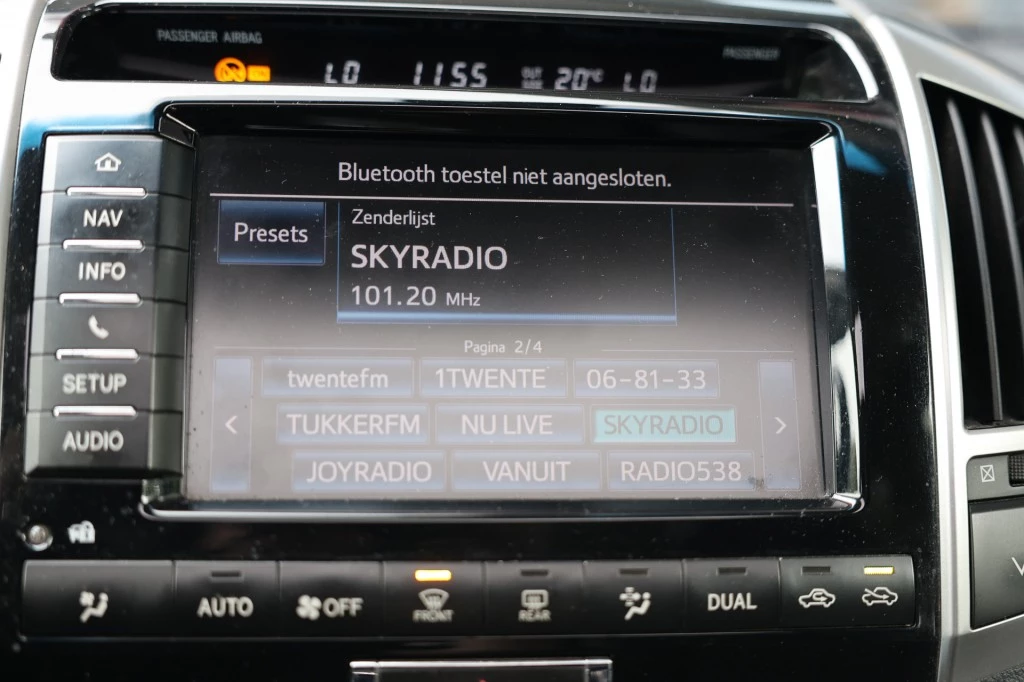 PASSENGER AIRBAG
PASSENGER
LO 1155 OUT SIDE 20°C LO
Bluetooth toestel niet aangesloten.
Presets
Zenderlijst
SKYRADIO
101.20 MHz
Pagina 2/4
twentefm 1TWENTE 06-81-33
< TUKKERFM NU LIVE SKYRADIO >
JOYRADIO VANUIT RADIO538
NAV
INFO
SETUP
AUDIO
AUTO OFF FRONT REAR DUAL